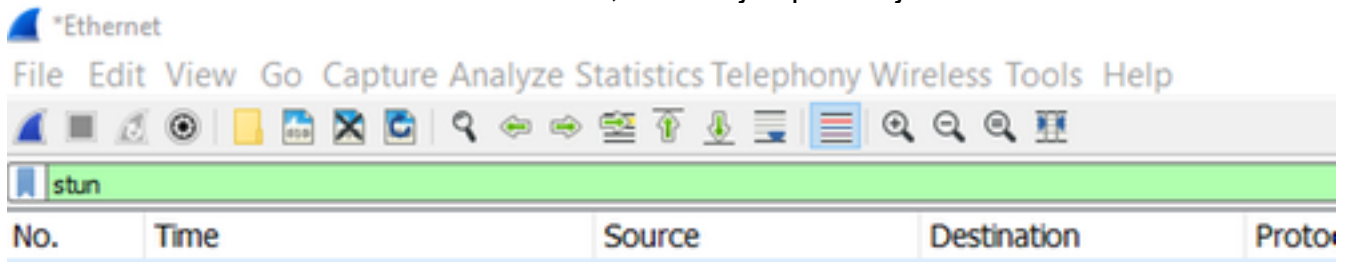 *Ethernet
File Edit View Go Capture Analyze Statistics Telephony Wireless Tools Help
stun
No. Time Source Destination